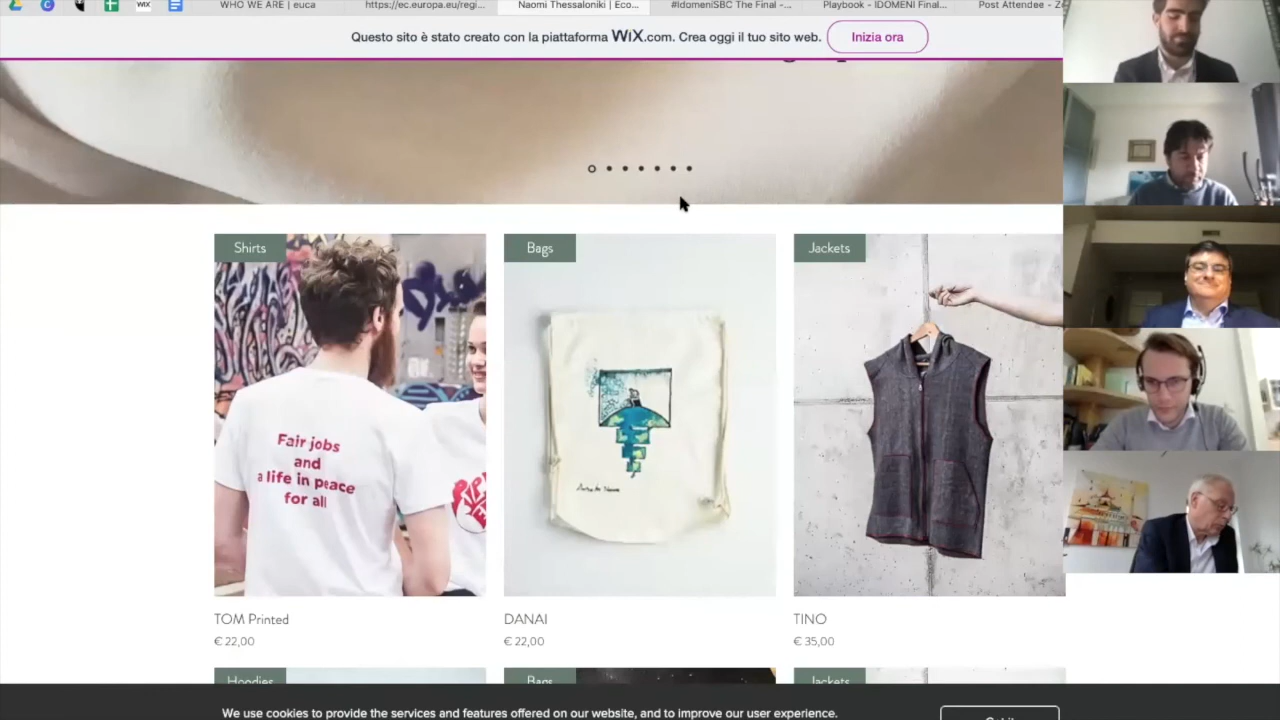 WHO WE ARE | euca
https://ec.europa.eu/regi...
Naomi Thessaloniki | Eco...
#IdomeniSBC The Final -...
Playbook - IDOMENI Final...
Post Attendee - Z
WIX
Questo sito è stato creato con la piattaforma WiX.com. Crea oggi il tuo sito web.
Inizia ora
Shirts
Bags
Jackets
Fair jobs
and
a life in peace
for all
TOM Printed
€ 22,00
DANAI
€ 22,00
TINO
€ 35,00
Hoodies
Bags
Jackets
We use cookies to provide the services and features offered on our website, and to improve our user experience.